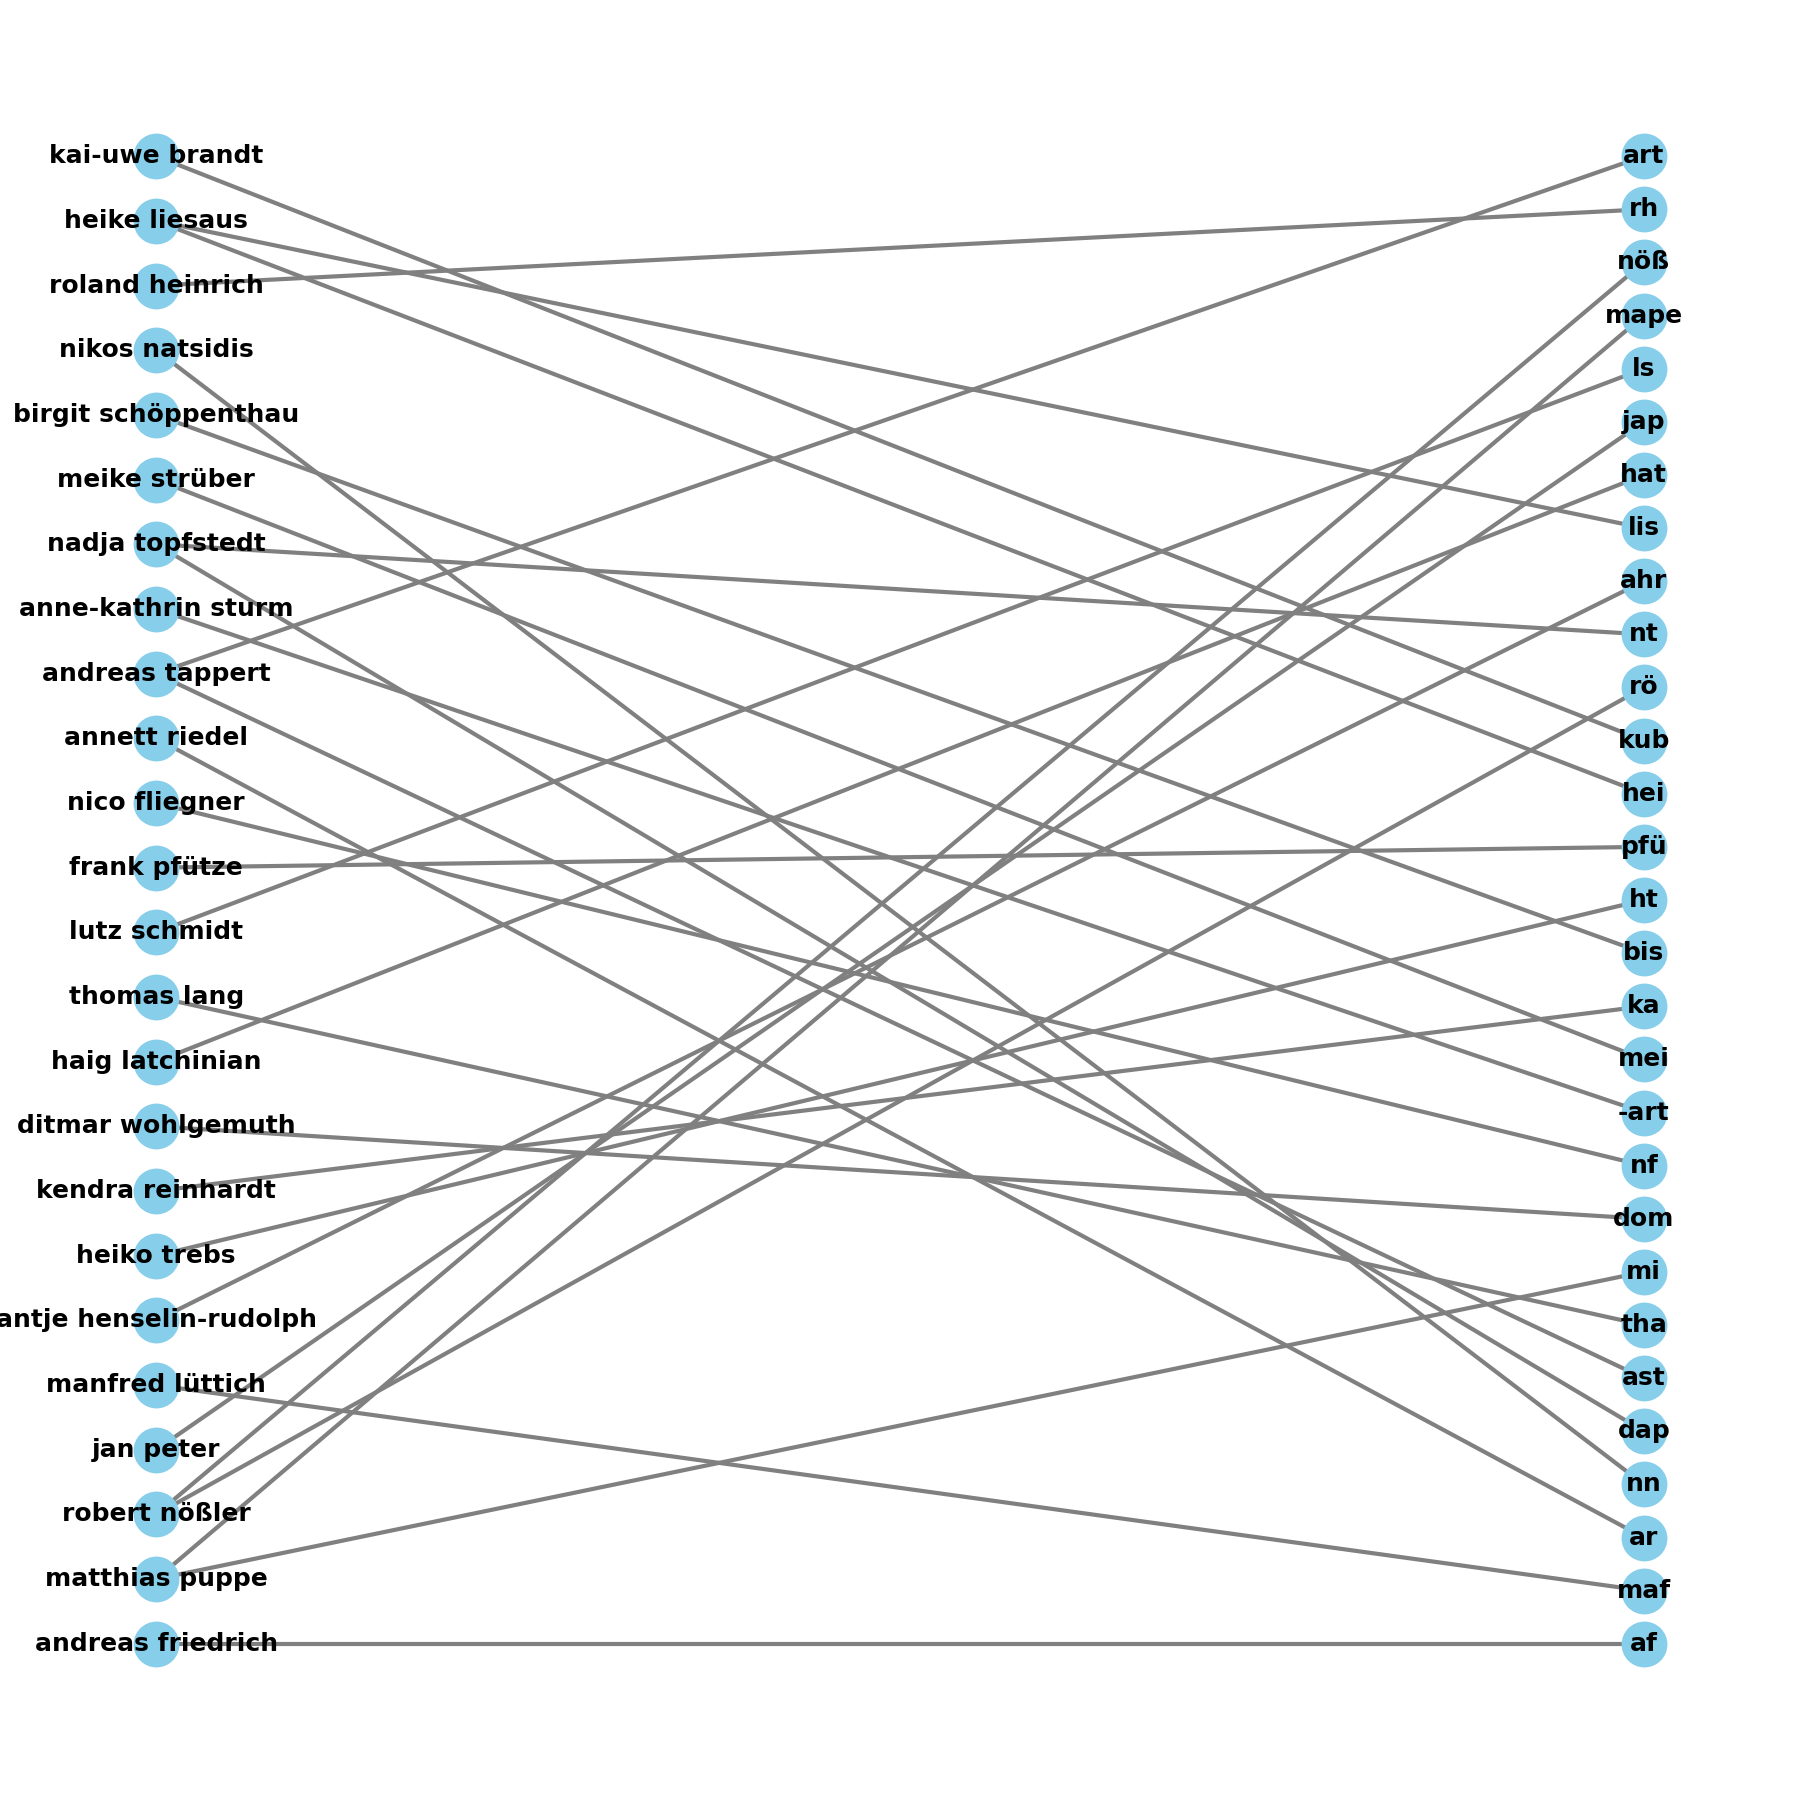 kai-uwe brandt
heike liesaus
roland heinrich
nikos natsidis
birgit schöppenthau
meike strüber
nadja topfstedt
anne-kathrin sturm
andreas tappert
annett riedel
nico fliegner
frank pfütze
lutz schmidt
thomas lang
haig latchinian
ditmar wohlgemuth
kendra reinhardt
heiko trebs
antje henselin-rudolph
manfred lüttich
jan peter
robert nößler
matthias puppe
andreas friedrich
art
rh
nöß
mape
ls
jap
hat
lis
ahr
nt
rö
kub
hei
pfü
ht
bis
ka
mei
-art
nf
dom
mi
tha
ast
dap
nn
ar
maf
af